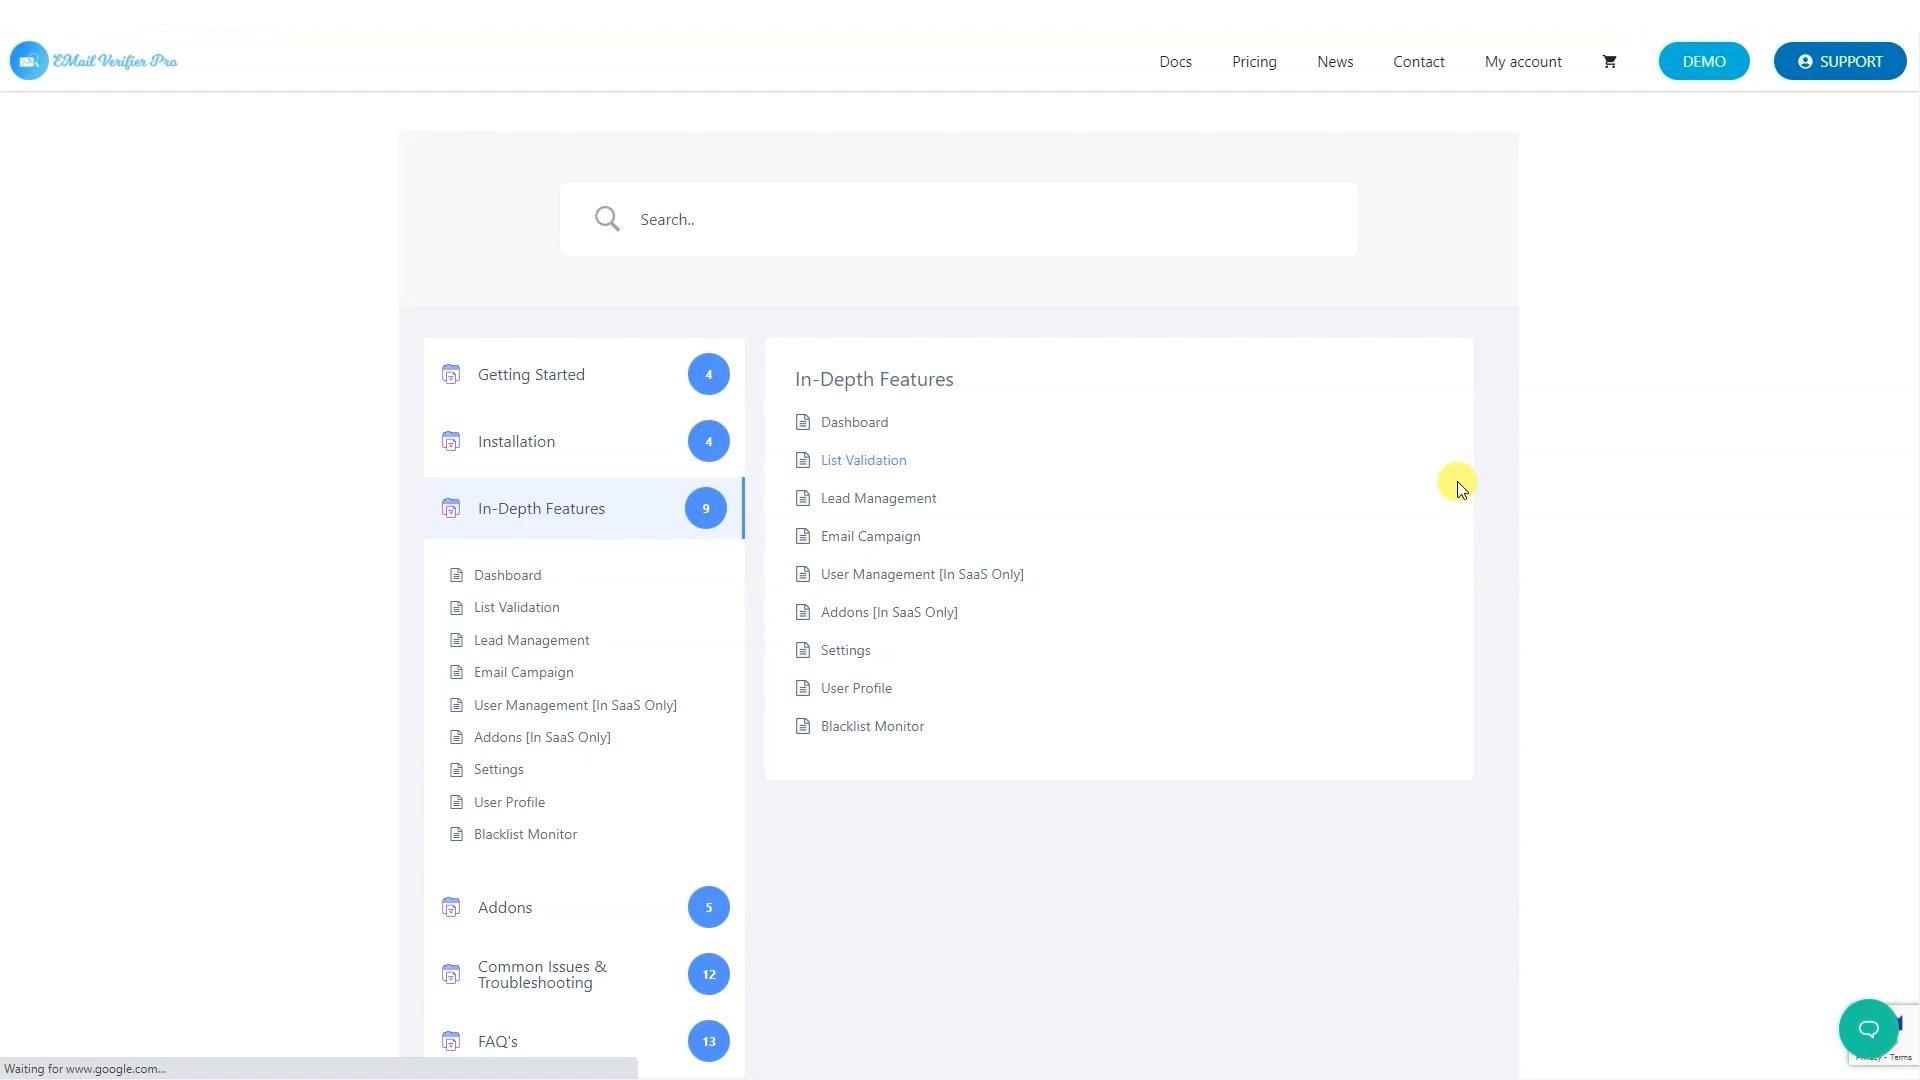 EMail Verifier Pro
Docs
Pricing
News
Contact
My account
DEMO
SUPPORT
Search..
Getting Started
4
Installation
4
In-Depth Features
9
Dashboard
List Validation
Lead Management
Email Campaign
User Management [In SaaS Only]
Addons [In SaaS Only]
Settings
User Profile
Blacklist Monitor
Addons
5
Common Issues &
Troubleshooting
12
FAQ's
13
In-Depth Features
Dashboard
List Validation
Lead Management
Email Campaign
User Management [In SaaS Only]
Addons [In SaaS Only]
Settings
User Profile
Blacklist Monitor
Terms
Waiting for www.google.com...